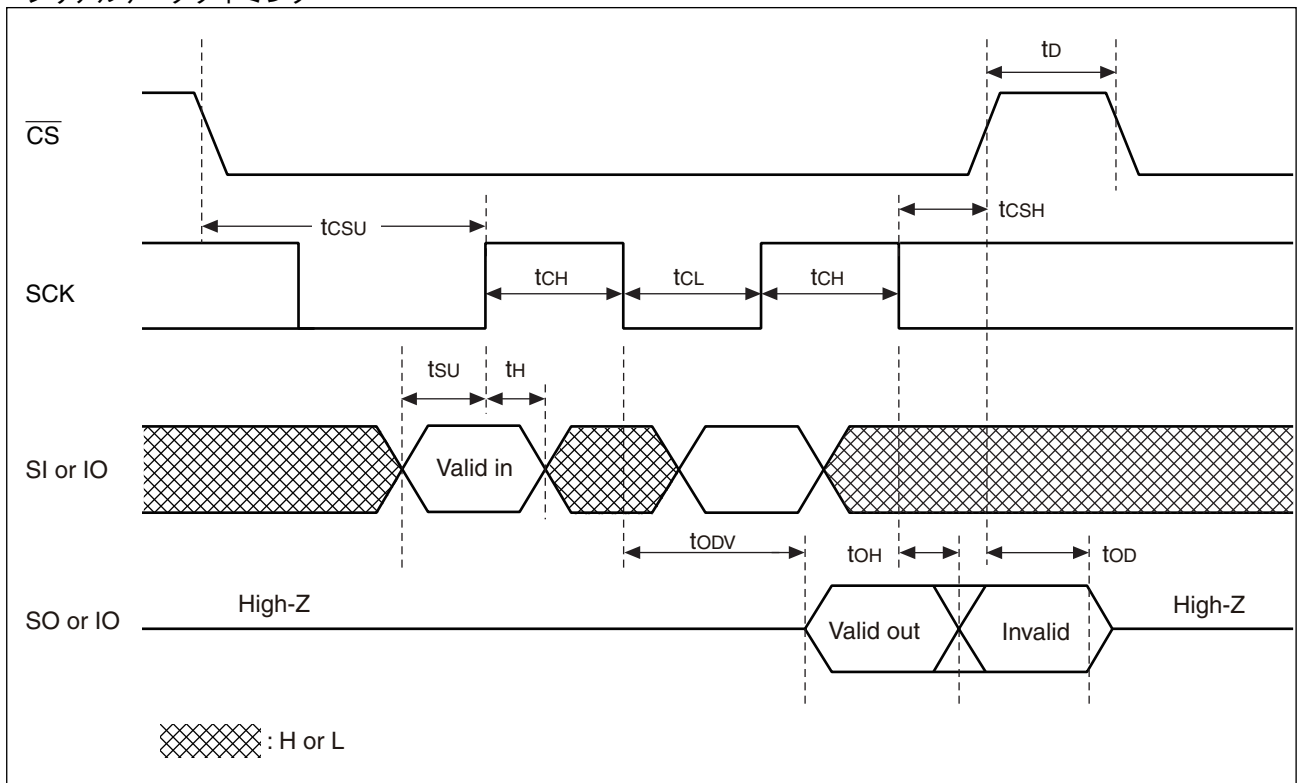 tD
CS
tCSU
tCSH
SCK
tCH
tCL
tCH
tSU
tH
SI or IO
Valid in
tODV
tOH
tOD
SO or IO
High-Z
Valid out
Invalid
High-Z
: H or L